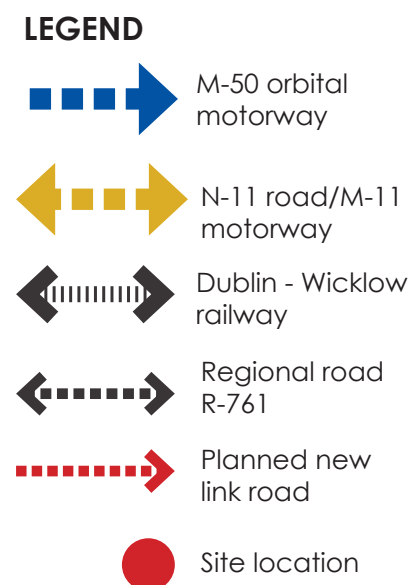 LEGEND
M-50 orbital
motorway
N-11 road/M-11
motorway
Dublin - Wicklow
railway
Regional road
R-761
Planned new
link road
Site location